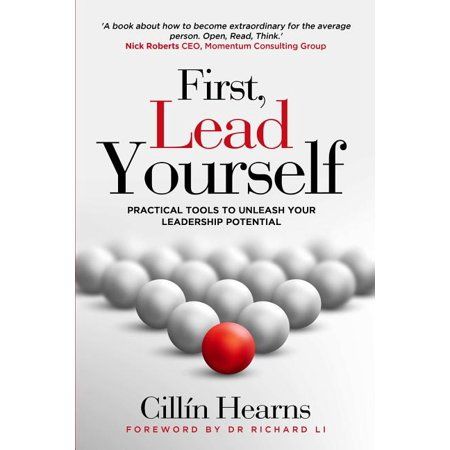 'A book about how to become extraordinary for the average
person. Open, Read, Think.'
Nick Roberts CEO, Momentum Consulting Group
First,
Lead
Yourself
PRACTICAL TOOLS TO UNLEASH YOUR
LEADERSHIP POTENTIAL
Cillín Hearns
FOREWORD BY DR RICHARD LI